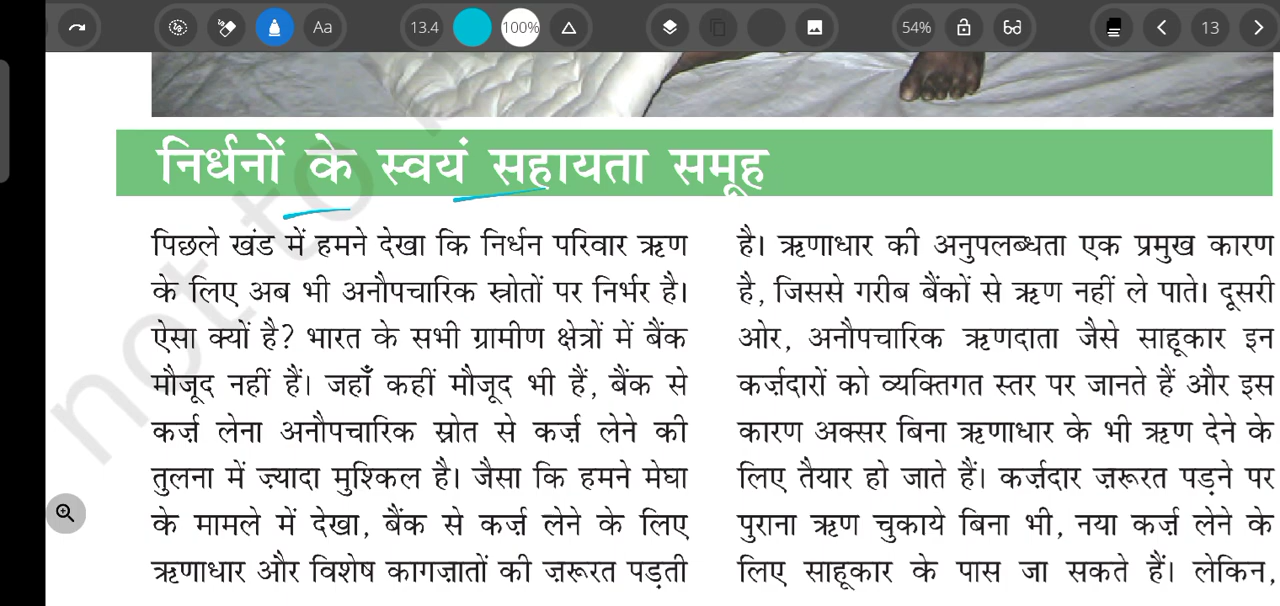 Aa
13.4
100%
54%
13
निर्धनों के स्वयं सहायता समूह
पिछले खंड में हमने देखा कि निर्धन परिवार ऋण
के लिए अब भी अनौपचारिक स्रोतों पर निर्भर है।
ऐसा क्यों है? भारत के सभी ग्रामीण क्षेत्रों में बैंक
मौजूद नहीं हैं। जहाँ कहीं मौजूद भी हैं, बैंक से
कर्ज़ लेना अनौपचारिक स्रोत से कर्ज़ लेने की
तुलना में ज़्यादा मुश्किल है। जैसा कि हमने मेघा
के मामले में देखा, बैंक से कर्ज़ लेने के लिए
ऋणाधार और विशेष कागज़ातों की ज़रूरत पड़ती
है। ऋणाधार की अनुपलब्धता एक प्रमुख कारण
है, जिससे गरीब बैंकों से ऋण नहीं ले पाते। दूसरी
ओर, अनौपचारिक ऋणदाता जैसे साहूकार इन
कर्ज़दारों को व्यक्तिगत स्तर पर जानते हैं और इस
कारण अक्सर बिना ऋणाधार के भी ऋण देने के
लिए तैयार हो जाते हैं। कर्ज़दार ज़रूरत पड़ने पर
पुराना ऋण चुकाये बिना भी, नया कर्ज़ लेने के
लिए साहूकार के पास जा सकते हैं। लेकिन,
not to